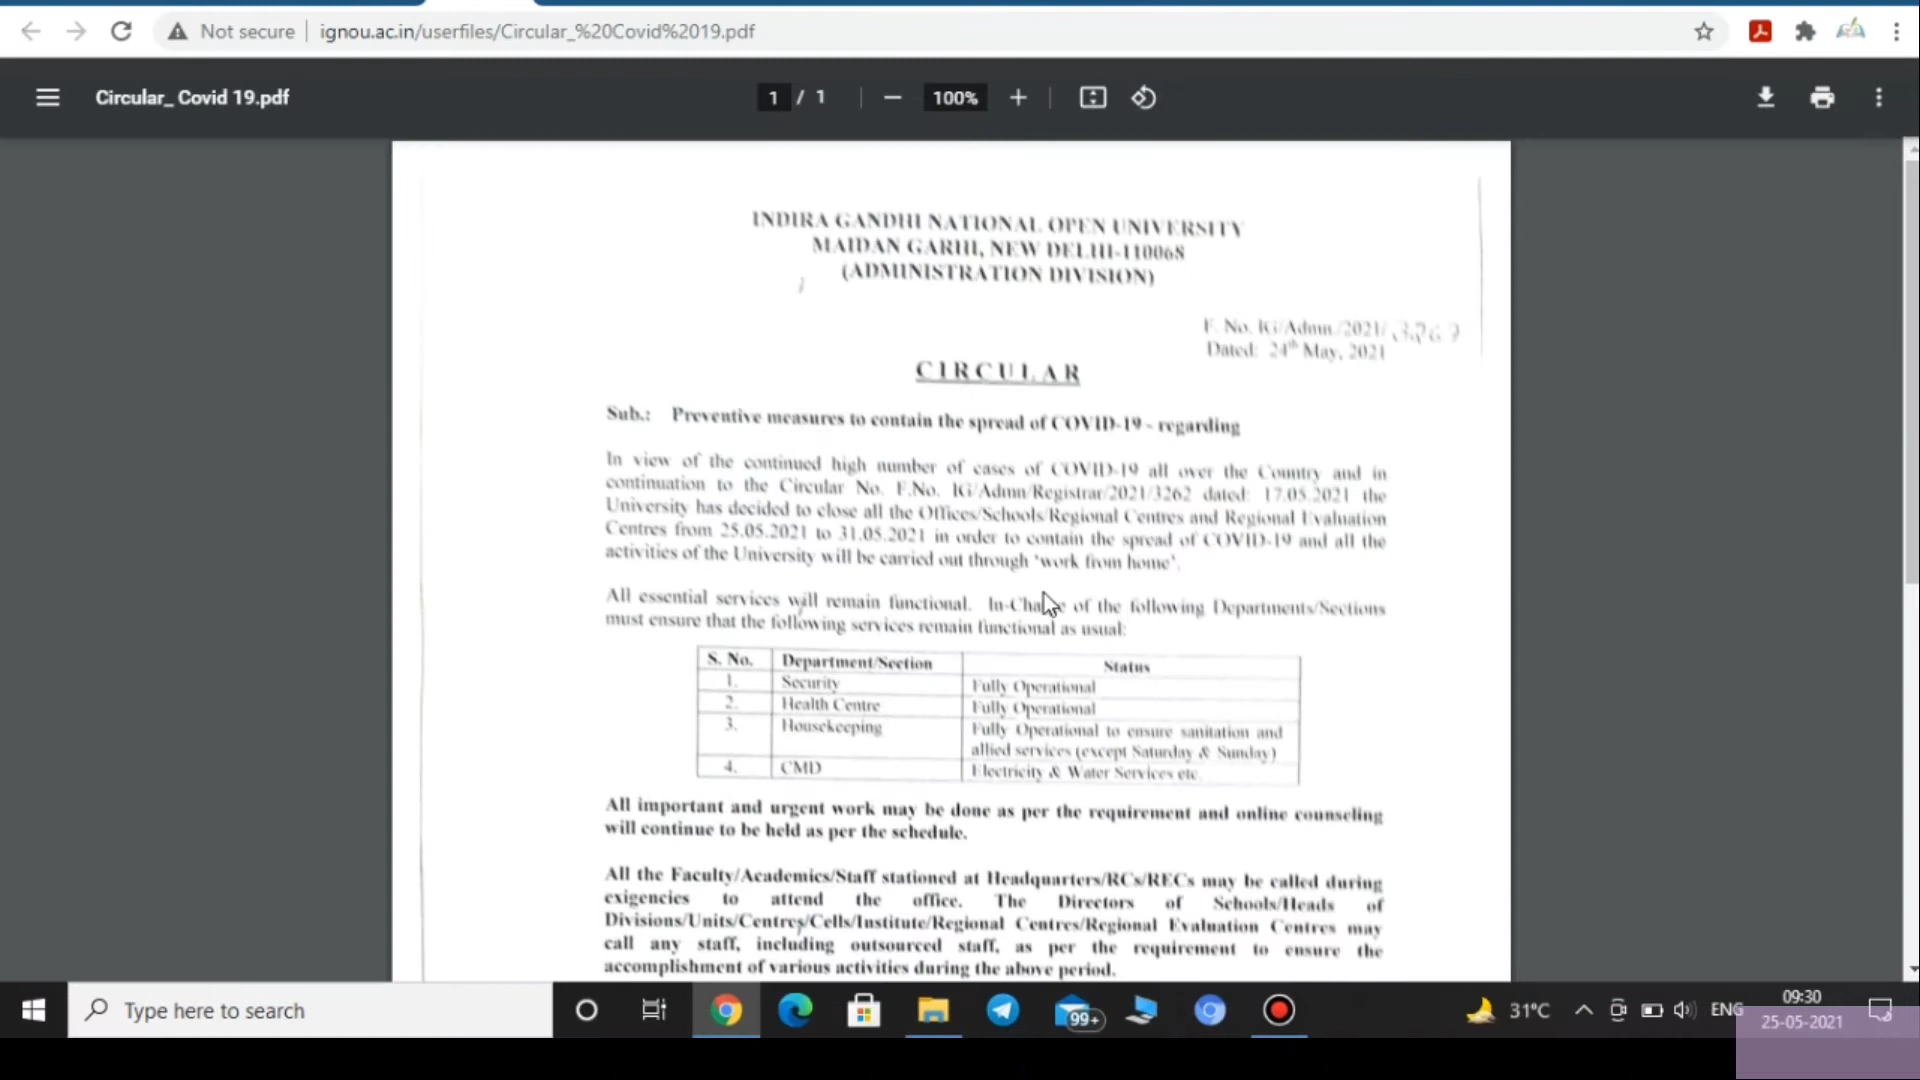 Not secure
ignou.ac.in/userfiles/Circular_%20Covid%2019.pdf
Circular_ Covid 19.pdf
1 / 1
100%
INDIRA GANDHI NATIONAL OPEN UNIVERSITY
MAIDAN GARHI, NEW DELHI-110068
(ADMINISTRATION DIVISION)
F. No. IG/Admn/2021/
Dated: 24th May, 2021
CIRCULAR
Sub.: Preventive measures to contain the spread of COVID-19 - regarding
In view of the continued high number of cases of COVID-19 all over the Country and in
continuation to the Circular No. F.No. IG/Admn/Registrar/2021/3262 dated: 17.05.2021 the
University has decided to close all the Offices/Schools/Regional Centres and Regional Evaluation
Centres from 25.05.2021 to 31.05.2021 in order to contain the spread of COVID-19 and all the
activities of the University will be carried out through 'work from home'.
All essential services will remain functional. of the following Departments/Sections
must ensure that the following services remain functional as usual:
S. No. Department/Section Status
1. Security Fully Operational
2. Health Centre Fully Operational
3. Housekeeping Fully Operational to ensure sanitation and
allied services (except Saturday & Sunday)
4. CMD Electricity & Water Services etc.
All important and urgent work may be done as per the requirement and online counseling
will continue to be held as per the schedule.
All the Faculty/Academics/Staff stationed at Headquarters/RCs/RECs may be called during
exigencies to attend the office. The Directors of Schools/Heads of
Divisions/Units/Centres/Cells/Institute/Regional Centres/Regional Evaluation Centres may
call any staff, including outsourced staff, as per the requirement to ensure the
accomplishment of various activities during the above period.
Type here to search
99+
31°C
ENG
09:30
25-05-2021